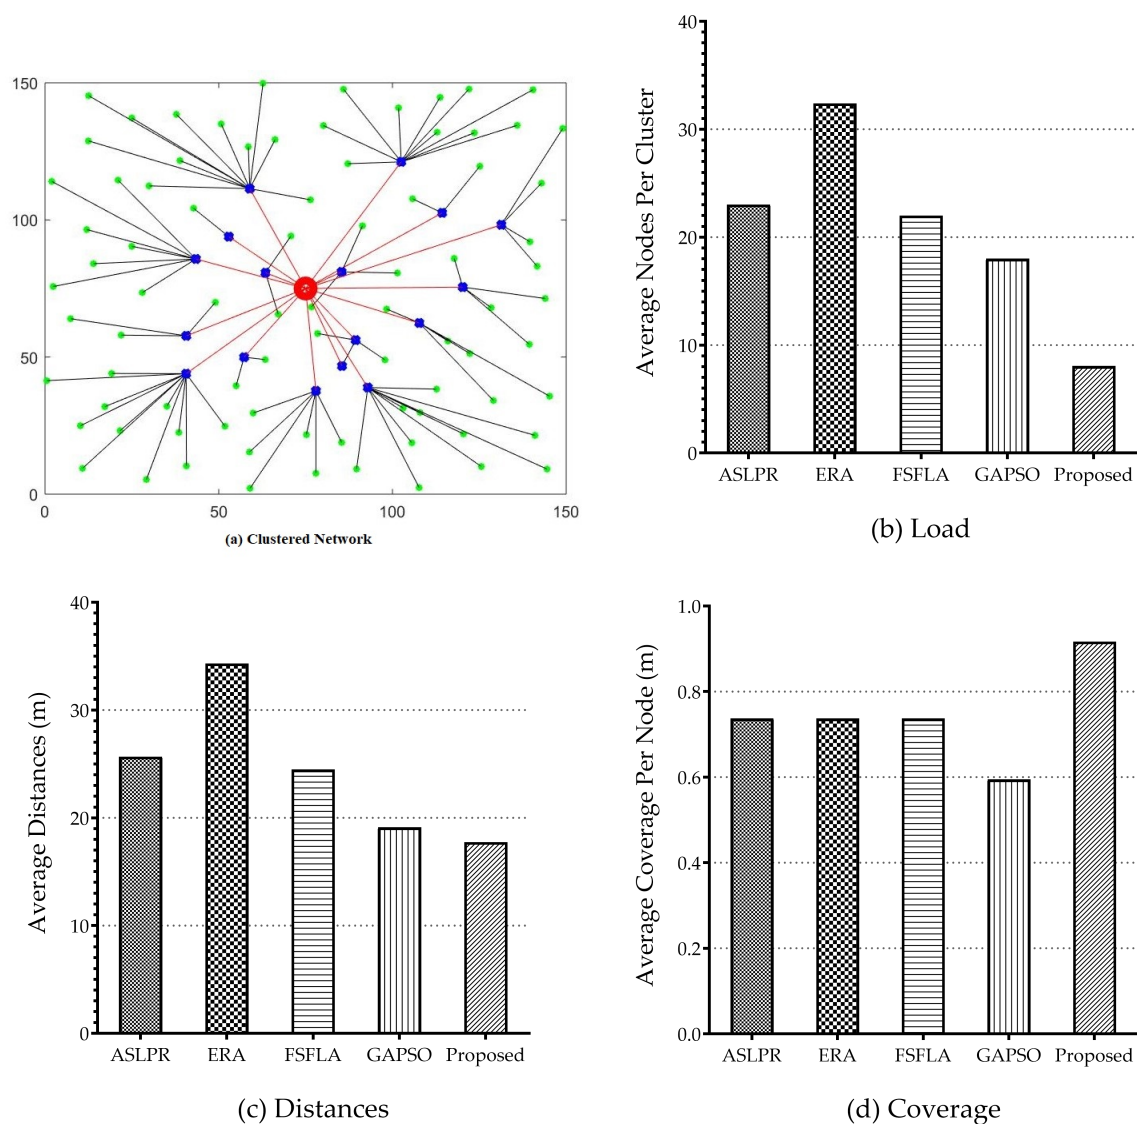 150
100
50
0
0
50
100
150
(a) Clustered Network
Average Nodes Per Cluster
40
30
20
10
0
ASLPR
ERA
FSFLA
GAPSO
Proposed
(b) Load
Average Distances (m)
40
30
20
10
0
ASLPR
ERA
FSFLA
GAPSO
Proposed
(c) Distances
Average Coverage Per Node (m)
1.0
0.8
0.6
0.4
0.2
0.0
ASLPR
ERA
FSFLA
GAPSO
Proposed
(d) Coverage